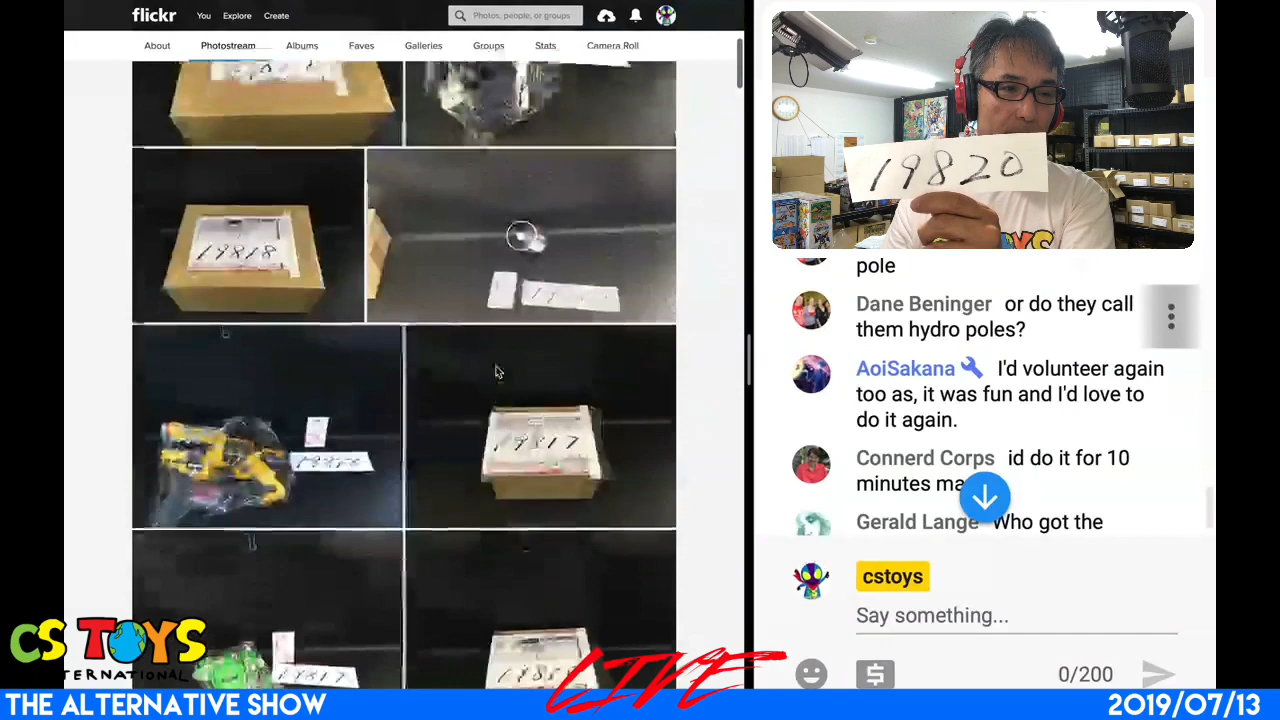 flickr
You
Explore
Create
Photos, people, or groups
About
Photostream
Albums
Faves
Galleries
Groups
Stats
Camera Roll
19818
19817
19820
pole
Dane Beninger or do they call
them hydro poles?
AoiSakana I'd volunteer again
too as, it was fun and I'd love to
do it again.
Connerd Corps id do it for 10
minutes ma
Gerald Lange Who got the
cstoys
Say something...
0/200
CS TOYS
TERNATIONAL
LIVE
THE ALTERNATIVE SHOW
2019/07/13